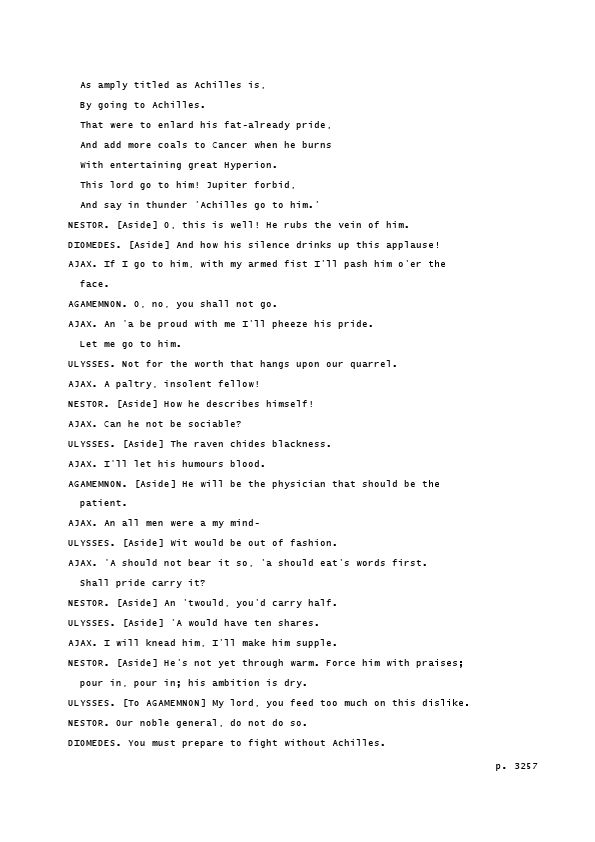 As amply titled as Achilles is,
By going to Achilles.
That were to enlard his fat-already pride,
And add more coals to Cancer when he burns
With entertaining great Hyperion.
This lord go to him! Jupiter forbid,
And say in thunder 'Achilles go to him.'
NESTOR. [Aside] O, this is well! He rubs the vein of him.
DIOMEDES. [Aside] And how his silence drinks up this applause!
AJAX. If I go to him, with my armed fist I'll pash him o'er the
face.
AGAMEMNON. O, no, you shall not go.
AJAX. An 'a be proud with me I'll pheeze his pride.
Let me go to him.
ULYSSES. Not for the worth that hangs upon our quarrel.
AJAX. A paltry, insolent fellow!
NESTOR. [Aside] How he describes himself!
AJAX. Can he not be sociable?
ULYSSES. [Aside] The raven chides blackness.
AJAX. I'll let his humours blood.
AGAMEMNON. [Aside] He will be the physician that should be the
patient.
AJAX. An all men were a my mind-
ULYSSES. [Aside] Wit would be out of fashion.
AJAX. 'A should not bear it so, 'a should eat's words first.
Shall pride carry it?
NESTOR. [Aside] An 'twould, you'd carry half.
ULYSSES. [Aside] 'A would have ten shares.
AJAX. I will knead him, I'll make him supple.
NESTOR. [Aside] He's not yet through warm. Force him with praises;
pour in, pour in; his ambition is dry.
ULYSSES. [To AGAMEMNON] My lord, you feed too much on this dislike.
NESTOR. Our noble general, do not do so.
DIOMEDES. You must prepare to fight without Achilles.
p. 3257